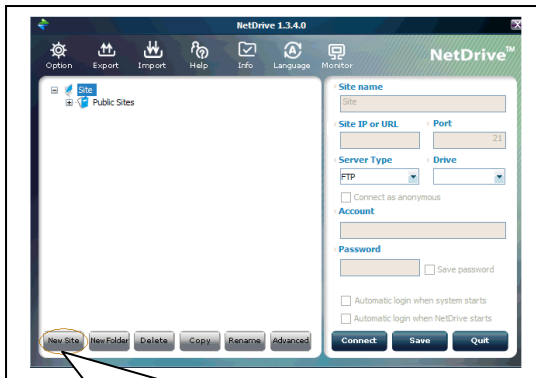 NetDrive 1.3.4.0
Option Export Import Help Info Language Monitor NetDrive™
Site
Public Sites
Site name
Site
Site IP or URL Port
21
Server Type Drive
FTP
Connect as anonymous
Account
Password
Save password
Automatic login when system starts
Automatic login when NetDrive starts
New Site New Folder Delete Copy Rename Advanced Connect Save Quit